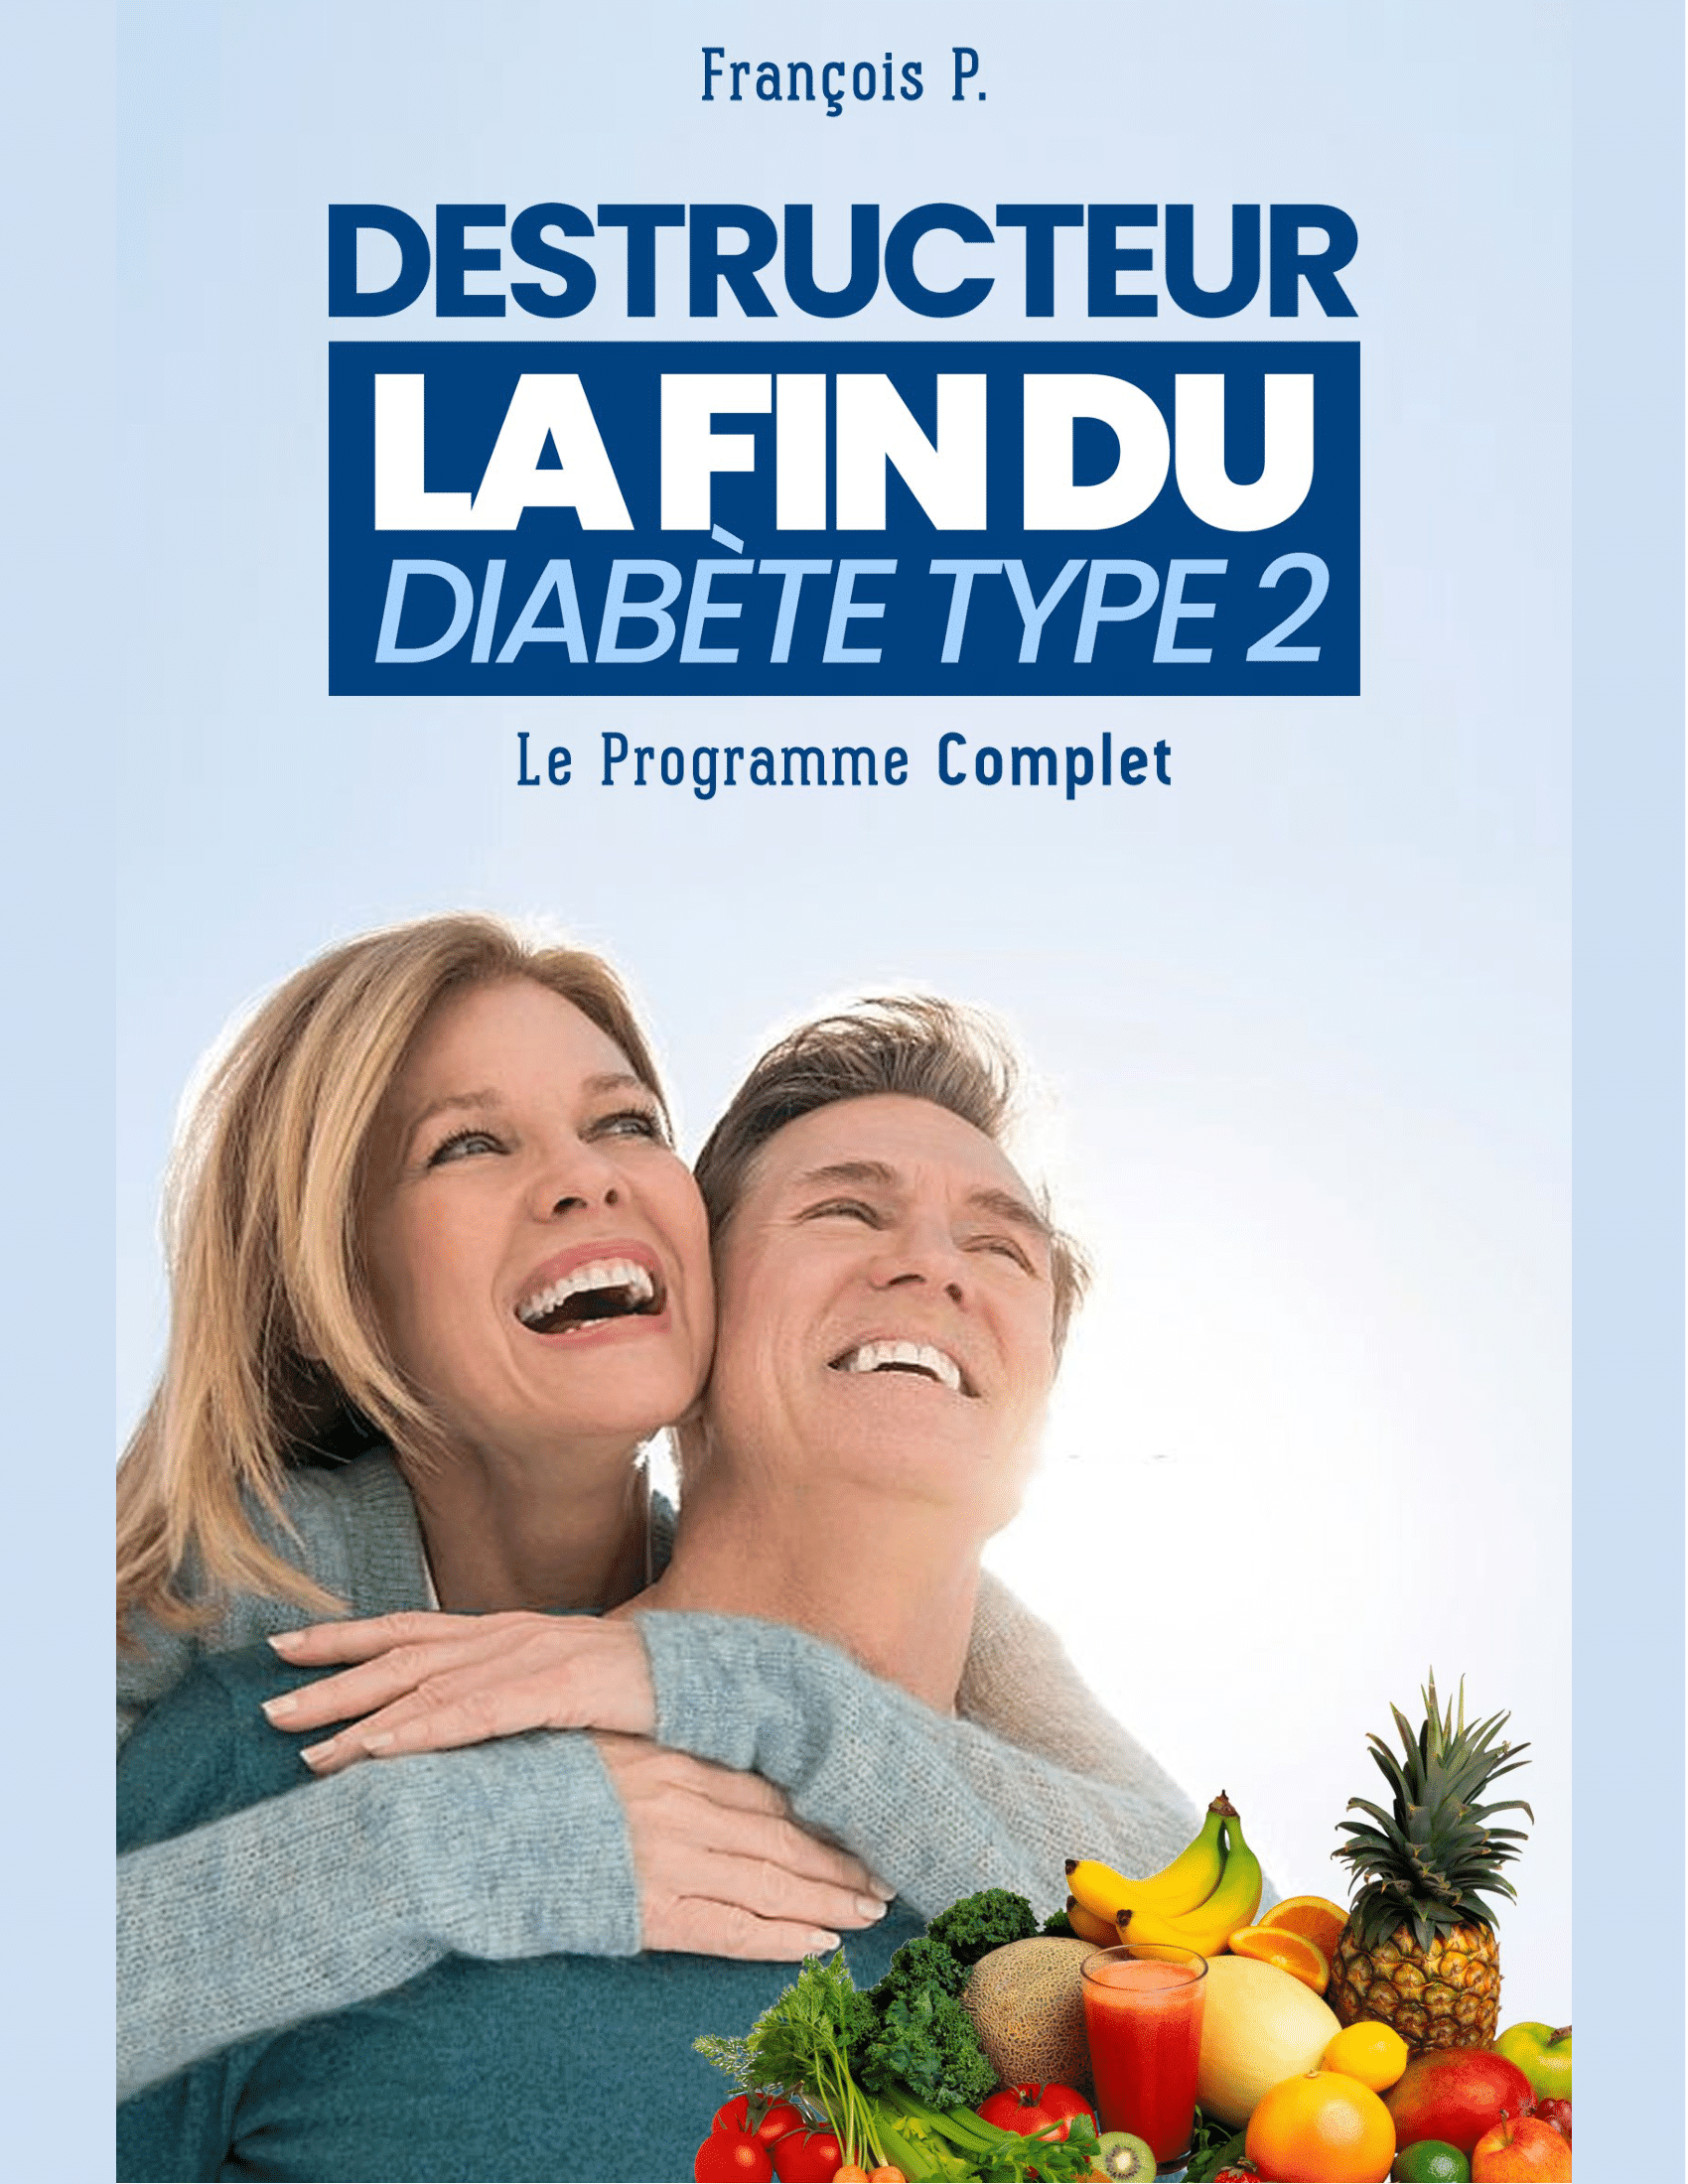 François P.
DESTRUCTEUR
LA FIN DU
DIABÈTE TYPE 2
Le Programme Complet